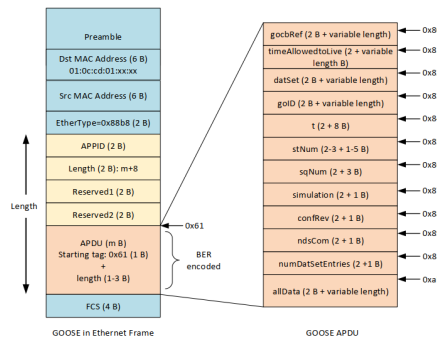 Preamble
Dst MAC Address (6 B)
01:0c:cd:01:xx:xx
Src MAC Address (6 B)
EtherType=0x88b8 (2 B)
APPID (2 B)
Length (2 B): m+8
Reserved1 (2 B)
Reserved2 (2 B)
APDU (m B)
Starting tag: 0x61 (1 B)
+
length (1-3 B)
FCS (4 B)
GOOSE in Ethernet Frame
Length
0x61
BER
encoded
gocbRef (2 B + variable length)
timeAllowedtoLive (2 + variable
length B)
datSet (2 B + variable length)
goID (2 B + variable length)
t (2 + 8 B)
stNum (2-3 + 1-5 B)
sqNum (2 + 3 B)
simulation (2 + 1 B)
confRev (2 + 1 B)
ndsCom (2 + 1 B)
numDatSetEntries (2 +1 B)
allData (2 B + variable length)
GOOSE APDU
0x8
0x8
0x8
0x8
0x8
0x8
0x8
0x8
0x8
0x8
0x8
0xa